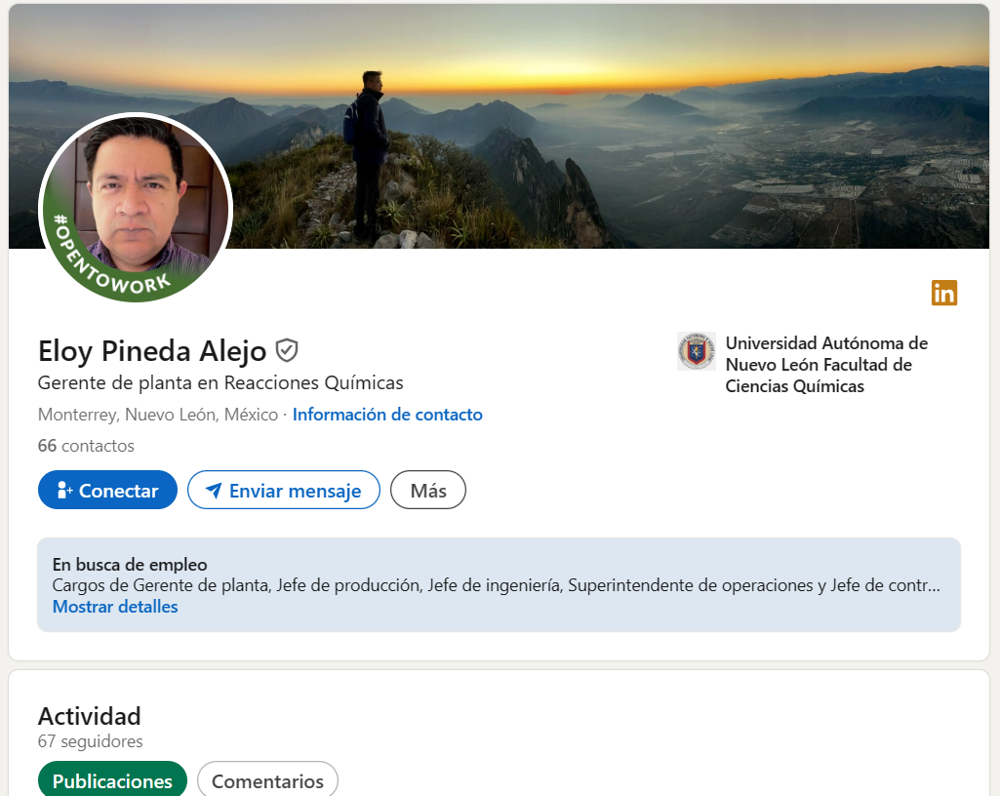 #OPENTOWORK
in
Eloy Pineda Alejo
Gerente de planta en Reacciones Químicas
Monterrey, Nuevo León, México · Información de contacto
66 contactos
Universidad Autónoma de
Nuevo León Facultad de
Ciencias Químicas
Conectar
Enviar mensaje
Más
En busca de empleo
Cargos de Gerente de planta, Jefe de producción, Jefe de ingeniería, Superintendente de operaciones y Jefe de contr...
Mostrar detalles
Actividad
67 seguidores
Publicaciones
Comentarios